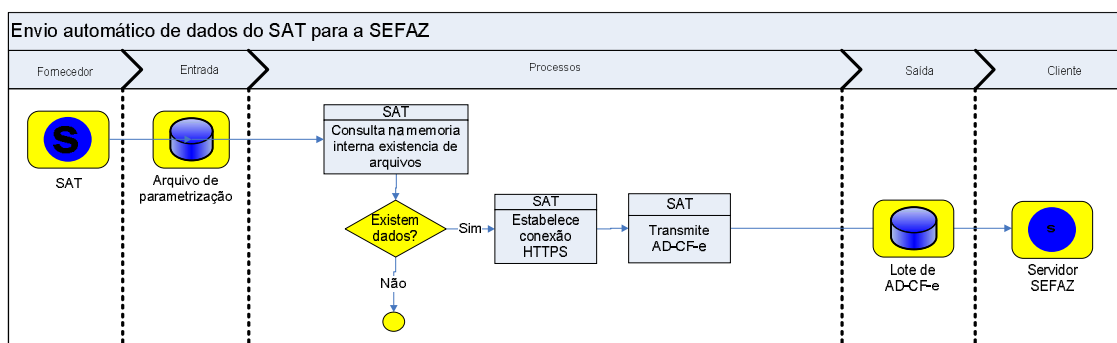 Envio automático de dados do SAT para a SEFAZ
Fornecedor
Entrada
Processos
Saída
Cliente
S
SAT
Arquivo de
parametrização
SAT
Consulta na memoria
interna existencia de
arquivos
Existem
dados?
Sim
Não
SAT
Estabelece
conexão
HTTPS
SAT
Transmite
AD-CF-e
Lote de
AD-CF-e
S
Servidor
SEFAZ